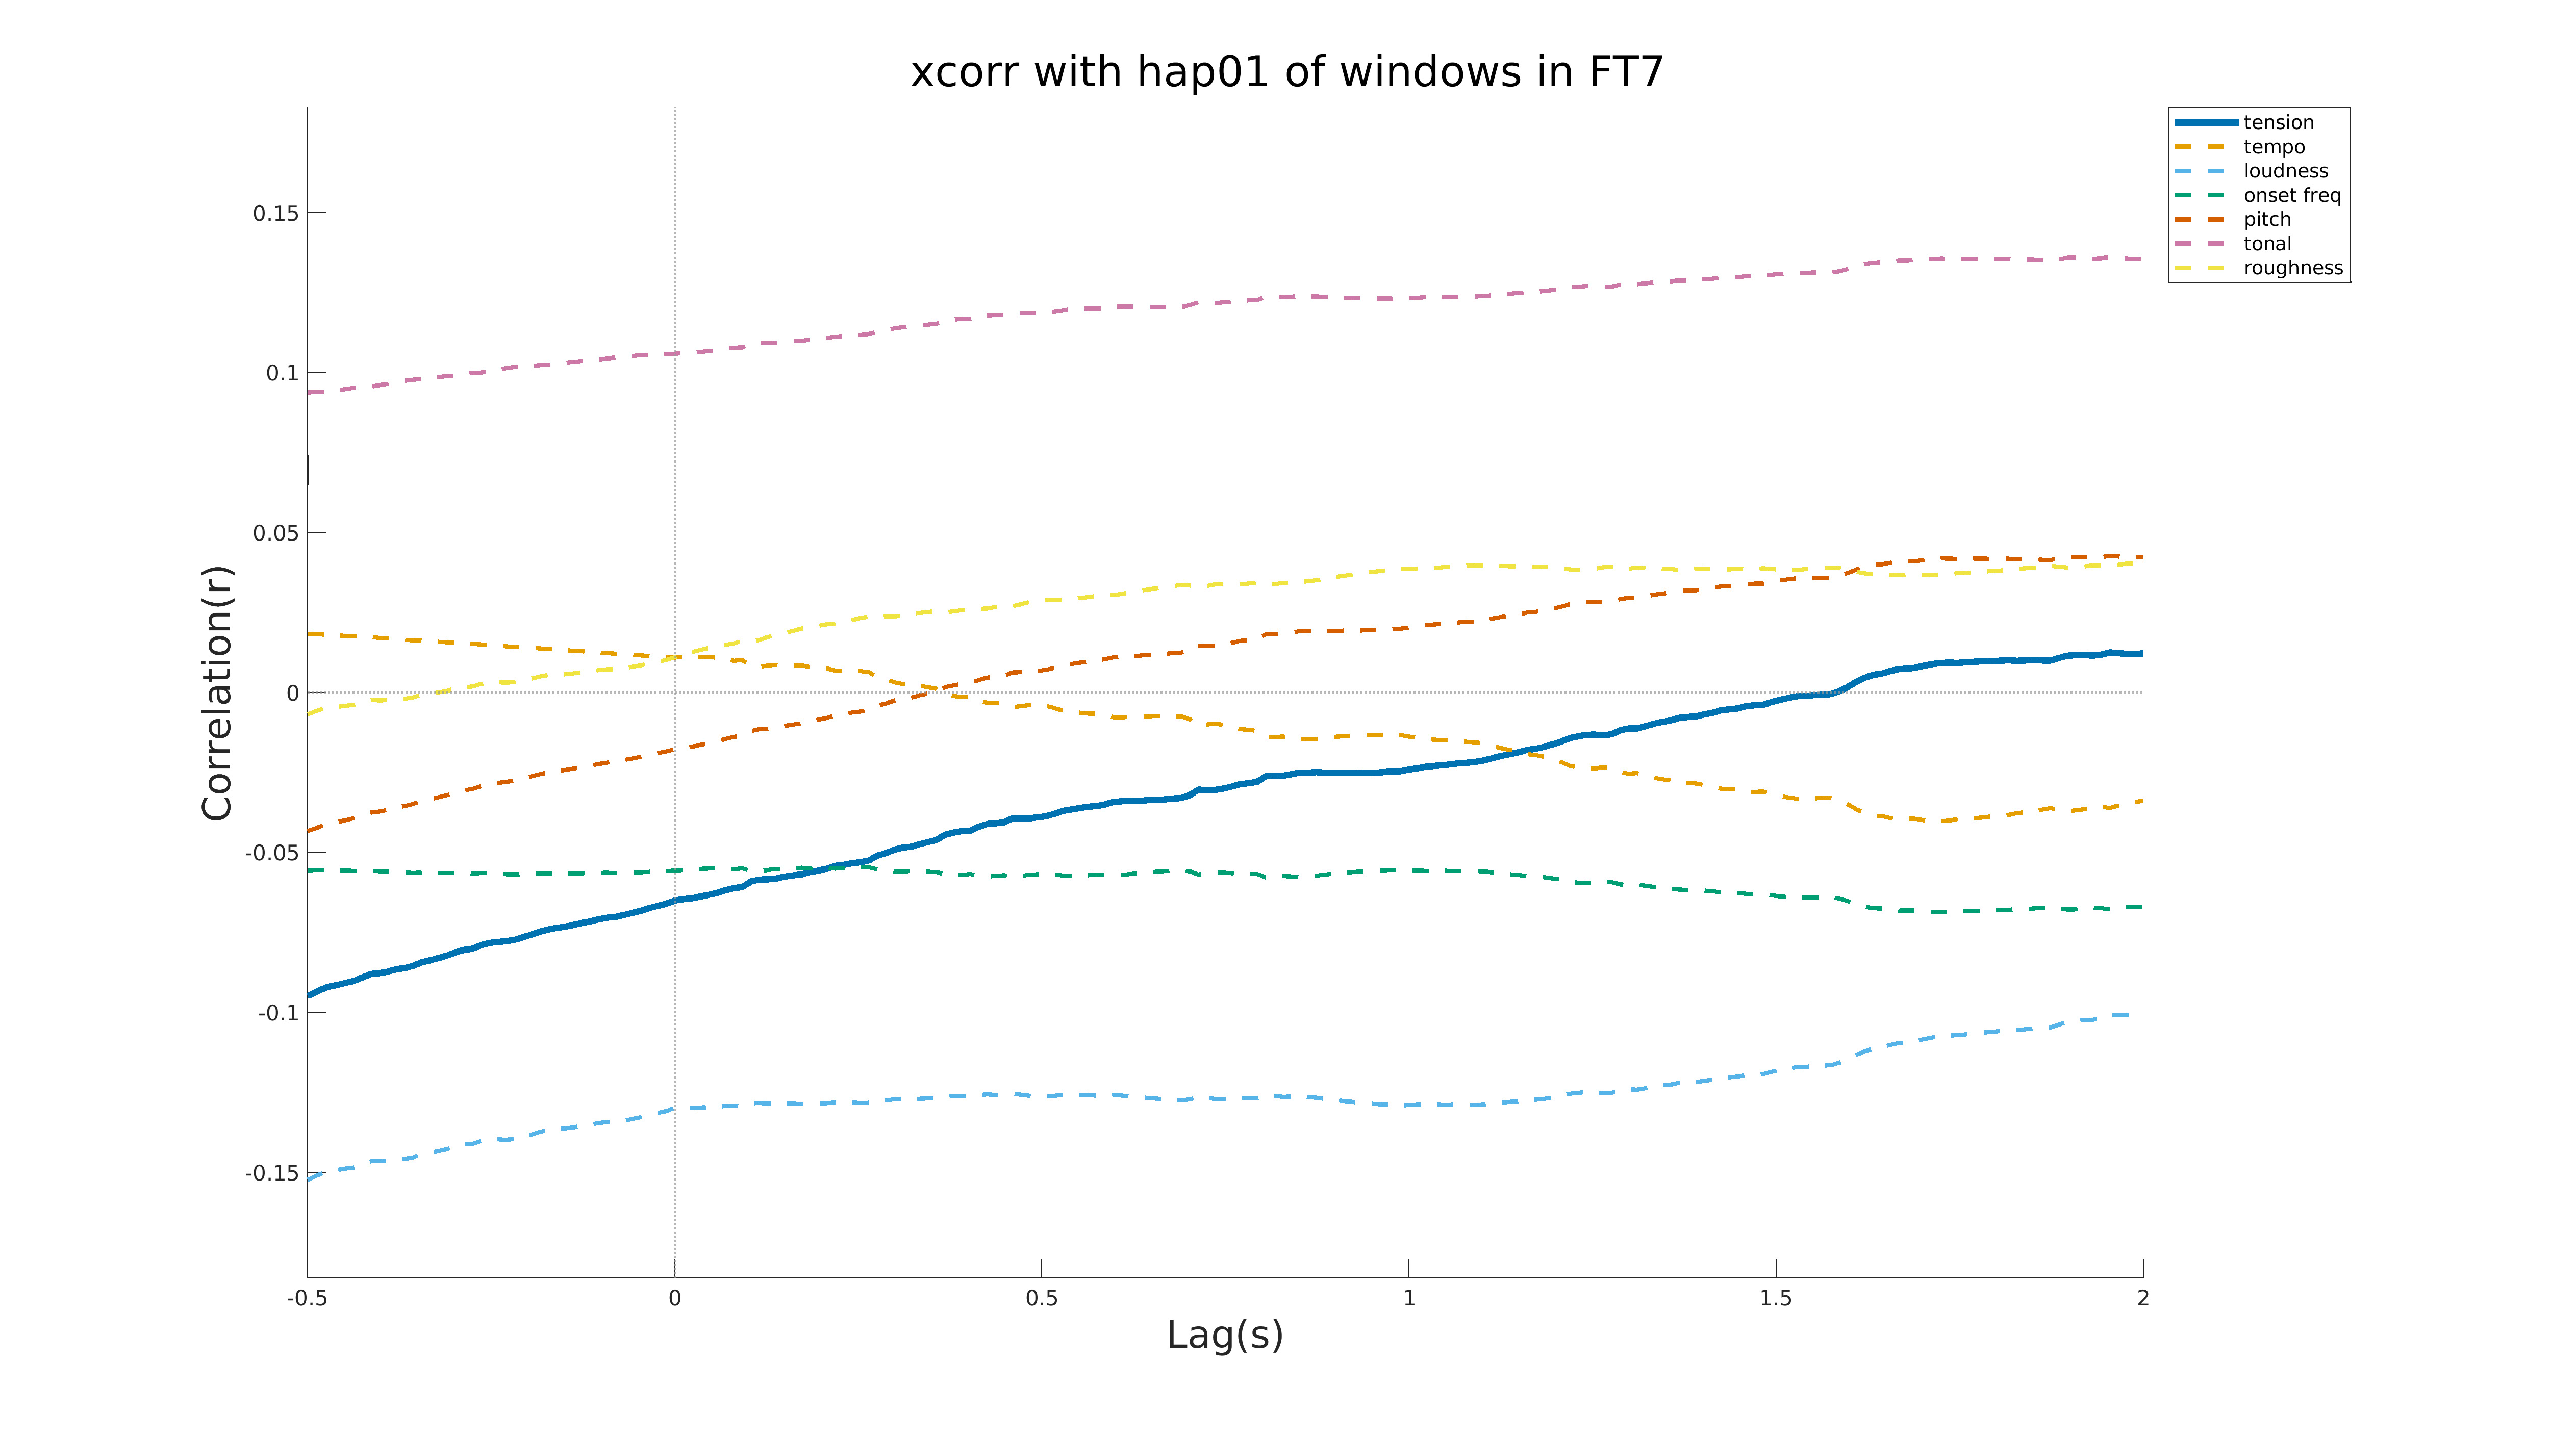 xcorr with hap01 of windows in FT7
tension
tempo
loudness
onset freq
pitch
tonal
roughness
0.15
0.1
0.05
0
-0.05
-0.1
-0.15
Correlation(r)
-0.5 0 0.5 1 1.5 2
Lag(s)